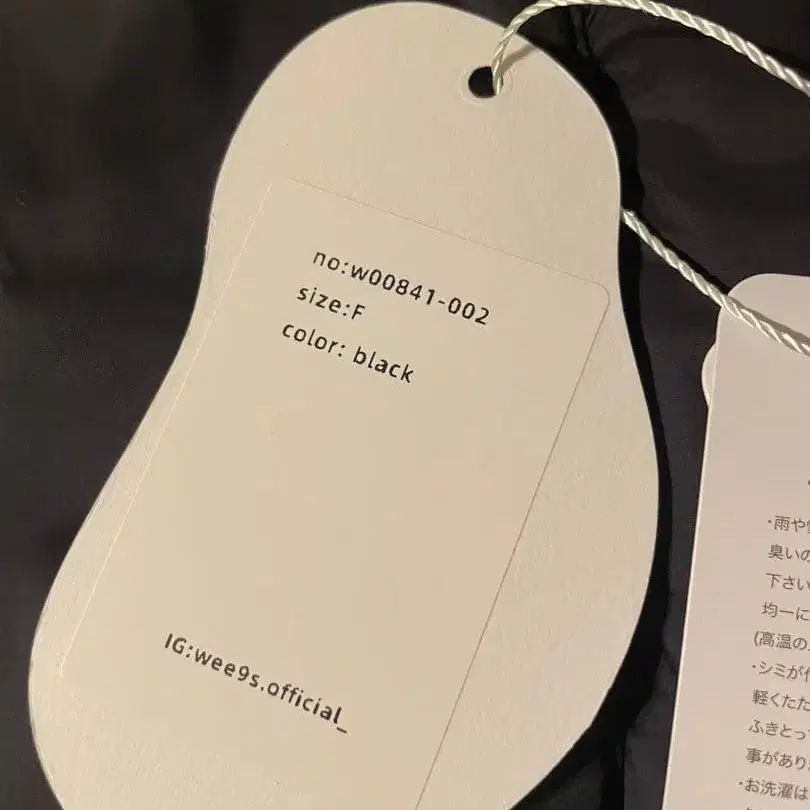 no:w00841-002
size:F
color: black
IG:wee9s.official_
・雨や
臭いの
下さい
均一に
(高温の
・シミが
軽くたた
ふきとっ
事があり
・お洗濯は